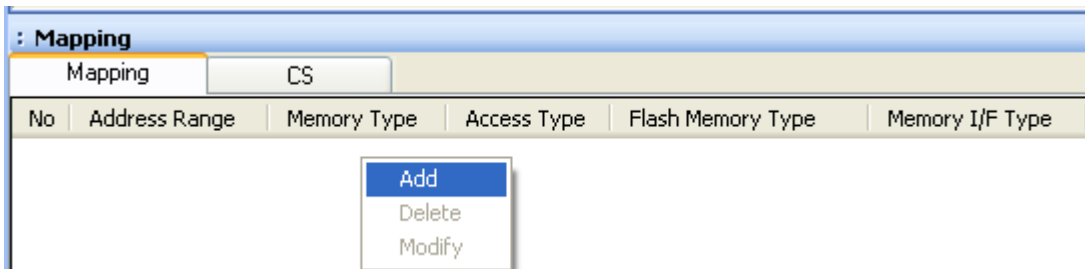 : Mapping
Mapping CS
No Address Range Memory Type Access Type Flash Memory Type Memory I/F Type
Add
Delete
Modify